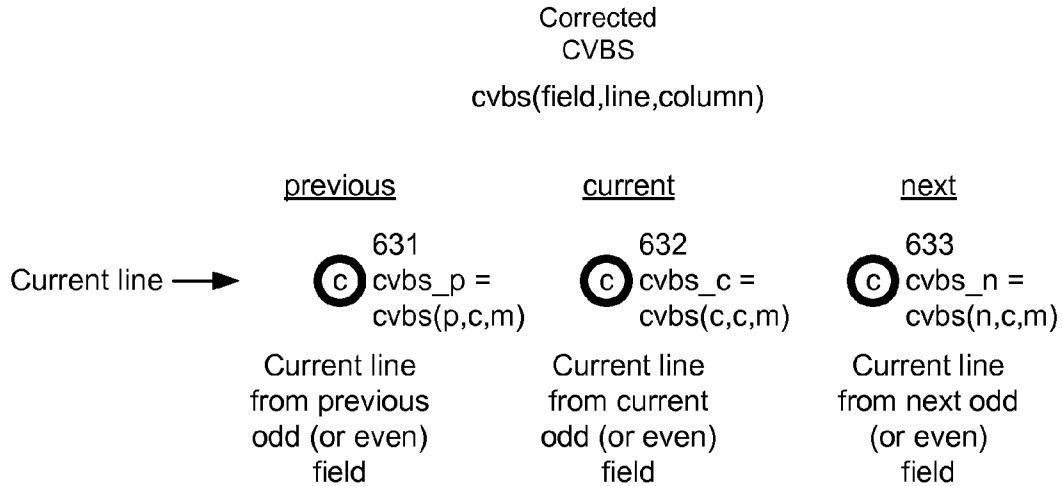 Corrected
CVBS
cvbs(field,line,column)
previous
current
next
Current line
c
631
cvbs_p =
cvbs(p,c,m)
c
632
cvbs_c =
cvbs(c,c,m)
c
633
cvbs_n =
cvbs(n,c,m)
Current line
from previous
odd (or even)
field
Current line
from current
odd (or even)
field
Current line
from next odd
(or even)
field